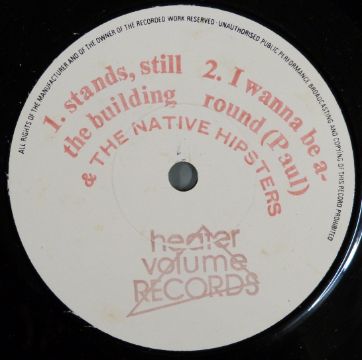 ALL RIGHTS OF THE MANUFACTURER AND OF THE OWNER OF THE RECORDED WORK RESERVED · UNAUTHORISED PUBLIC PERFORMANCE BROADCASTING AND COPYING OF THIS RECORD PROHIBITED
1. stands, still
the building
2. I wanna be a-
round (Paul)
& THE NATIVE HIPSTERS
heater
volume
RECORDS